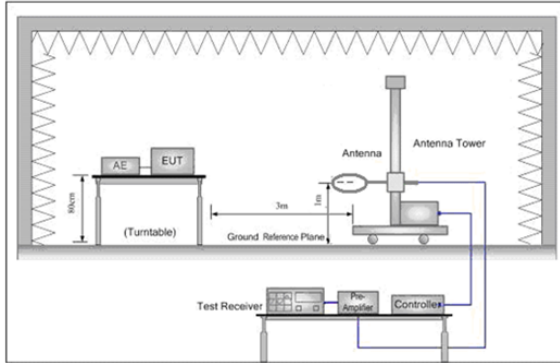 AE
EUT
80cm
(Turntable)
3m
Ground Reference Plane
1m
Antenna
Antenna Tower
Test Receiver
Pre-
Amplifier
Controller